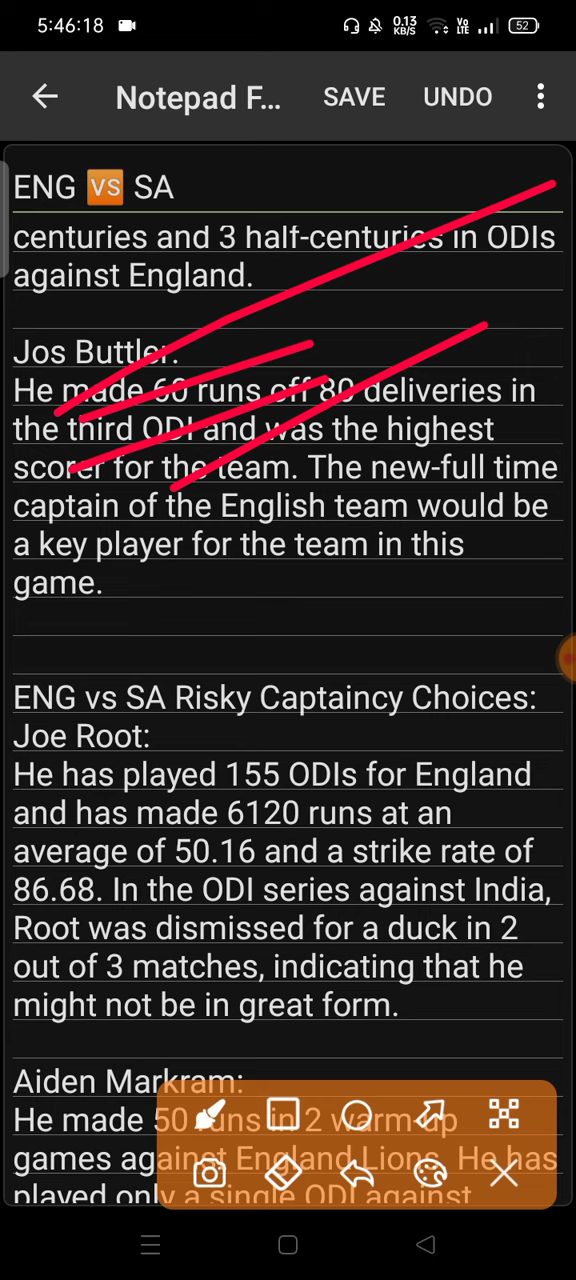 5:46:18
0.13
KB/S
Vo
LTE
52
Notepad F...
SAVE
UNDO
ENG 🆚 SA
centuries and 3 half-centuries in ODIs
against England.
Jos Buttler:
He made 60 runs off 80 deliveries in
the third ODI and was the highest
scorer for the team. The new-full time
captain of the English team would be
a key player for the team in this
game.
ENG vs SA Risky Captaincy Choices:
Joe Root:
He has played 155 ODIs for England
and has made 6120 runs at an
average of 50.16 and a strike rate of
86.68. In the ODI series against India,
Root was dismissed for a duck in 2
out of 3 matches, indicating that he
might not be in great form.
Aiden Markram:
He made 50 runs in 2 warm-up
games against England Lions. He has
played only a single ODI against